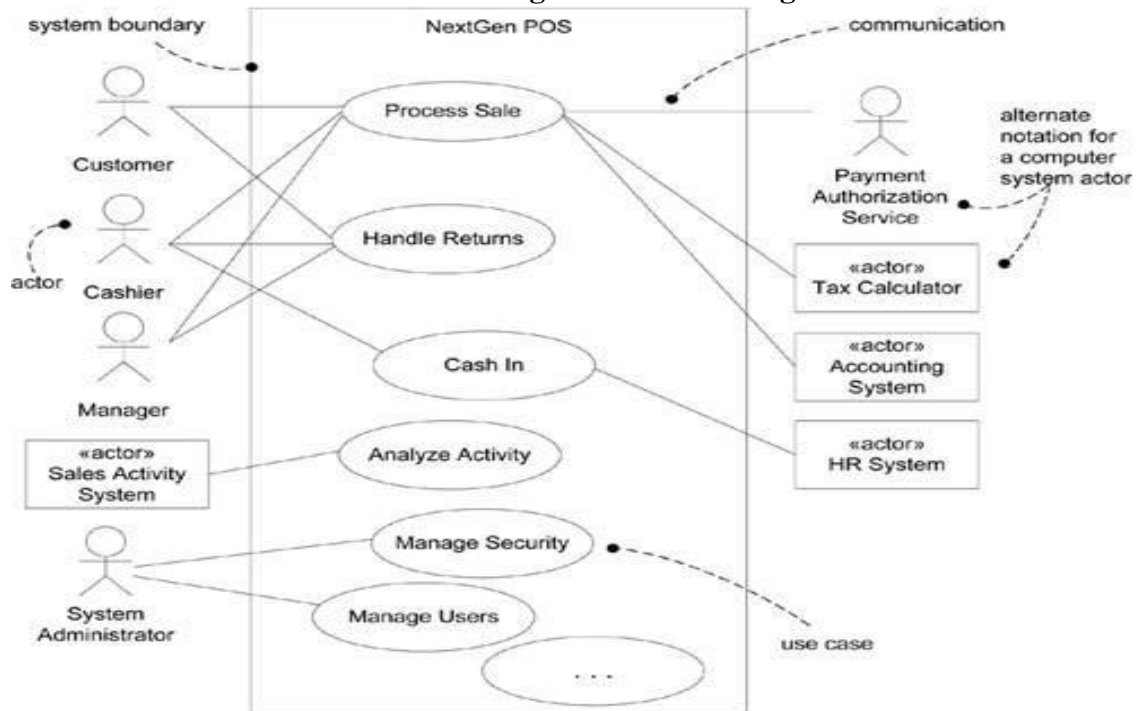 system boundary
NextGen POS
communication
Process Sale
Customer
alternate
notation for
a computer
system actor
Payment
Authorization
Service
Handle Returns
actor
Cashier
«actor»
Tax Calculator
Cash In
«actor»
Accounting
System
Manager
«actor»
Sales Activity
System
Analyze Activity
«actor»
HR System
Manage Security
System
Administrator
Manage Users
use case
. . .